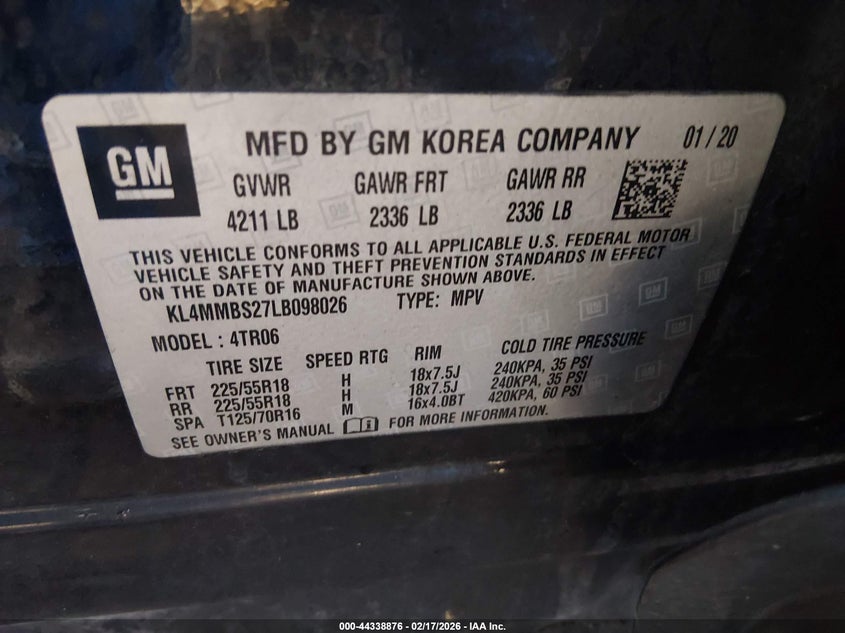 GM
MFD BY GM KOREA COMPANY 01/20
GVWR GAWR FRT GAWR RR
4211 LB 2336 LB 2336 LB
THIS VEHICLE CONFORMS TO ALL APPLICABLE U.S. FEDERAL MOTOR
VEHICLE SAFETY AND THEFT PREVENTION STANDARDS IN EFFECT
ON THE DATE OF MANUFACTURE SHOWN ABOVE.
KL4MMBS27LB098026 TYPE: MPV
MODEL : 4TR06
TIRE SIZE SPEED RTG RIM COLD TIRE PRESSURE
FRT 225/55R18 H 18x7.5J 240KPA, 35 PSI
RR 225/55R18 H 18x7.5J 240KPA, 35 PSI
SPA T125/70R16 M 16x4.0BT 420KPA, 60 PSI
SEE OWNER'S MANUAL FOR MORE INFORMATION.
000-44338876 - 02/17/2026 - IAA Inc.